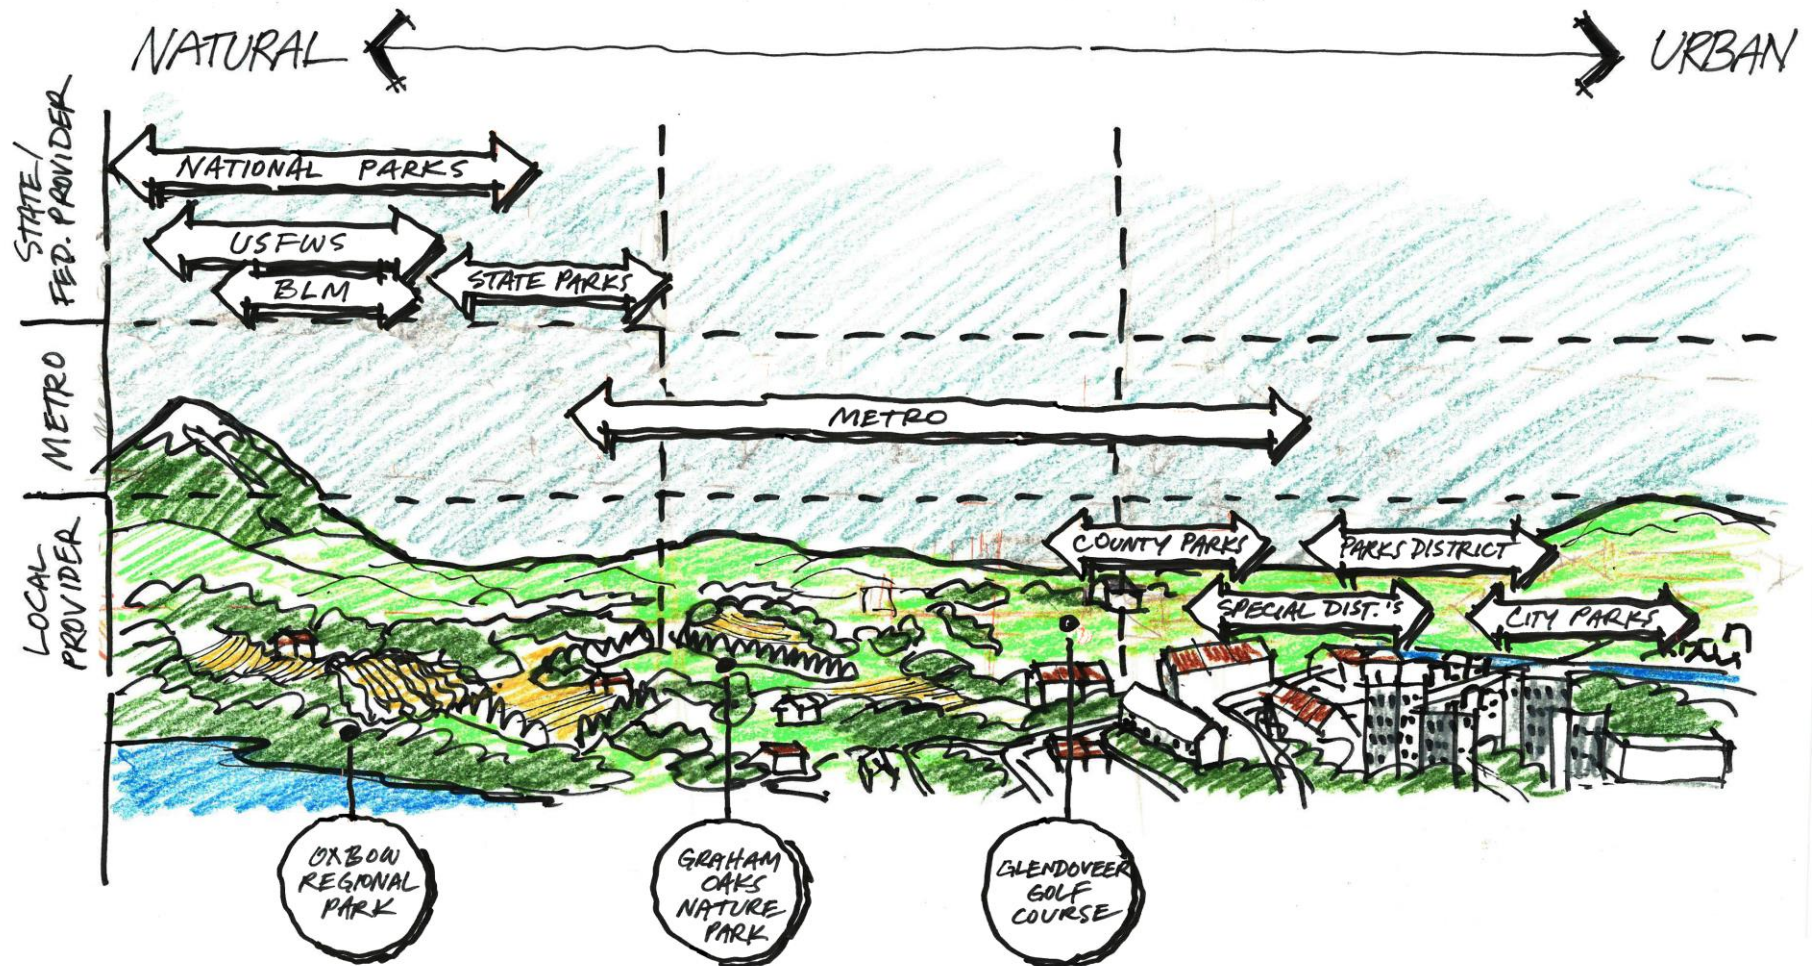 NATURAL
URBAN
STATE/
FED. PROVIDER
NATIONAL PARKS
USFWS
BLM
STATE PARKS
METRO
METRO
LOCAL
PROVIDER
COUNTY PARKS
PARKS DISTRICT
SPECIAL DIST.'S
CITY PARKS
OXBOW
REGIONAL
PARK
GRAHAM
OAKS
NATURE
PARK
GLENDOVEER
GOLF
COURSE